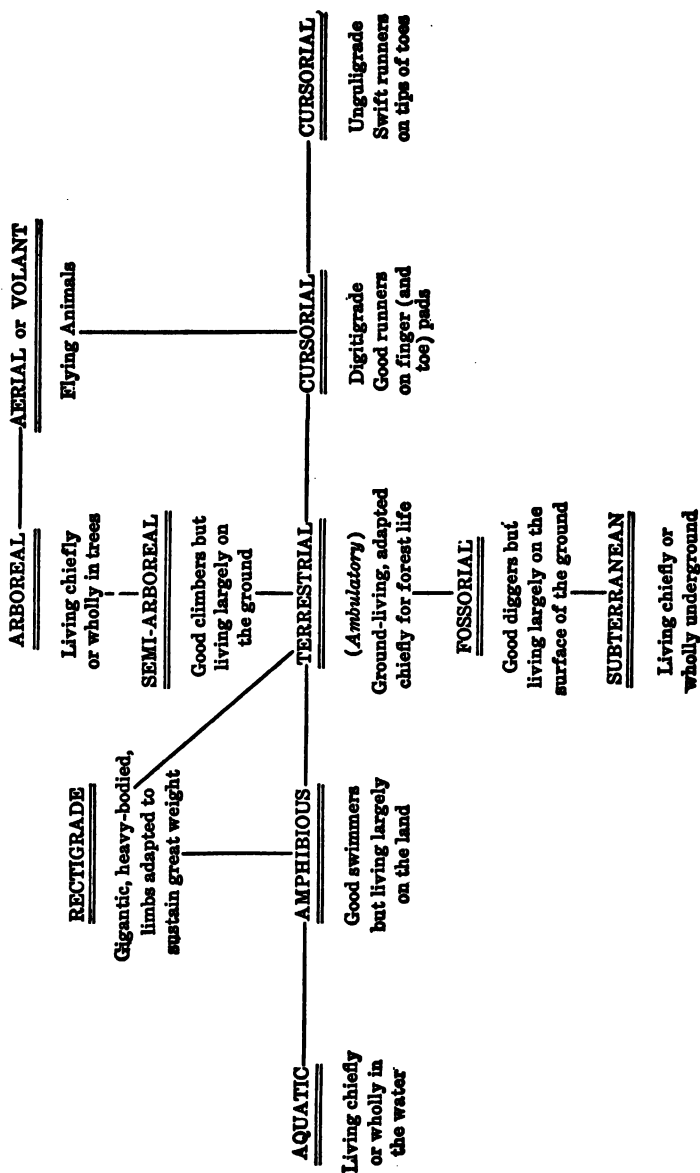 ARBOREAL
AERIAL or VOLANT
Living chiefly
or wholly in trees
Flying Animals
RECTIGRADE
Gigantic, heavy-bodied,
limbs adapted to
sustain great weight
SEMI-ARBOREAL
Good climbers but
living largely on
the ground
AQUATIC
AMPHIBIOUS
TERRESTRIAL
CURSORIAL
CURSORIAL
Living chiefly
or wholly in
the water
Good swimmers
but living largely
on the land
(Ambulatory)
Ground-living, adapted
chiefly for forest life
Digitigrade
Good runners
on finger (and
toe) pads
Unguligrade
Swift runners
on tips of toes
FOSSORIAL
Good diggers but
living largely on the
surface of the ground
SUBTERRANEAN
Living chiefly or
wholly underground